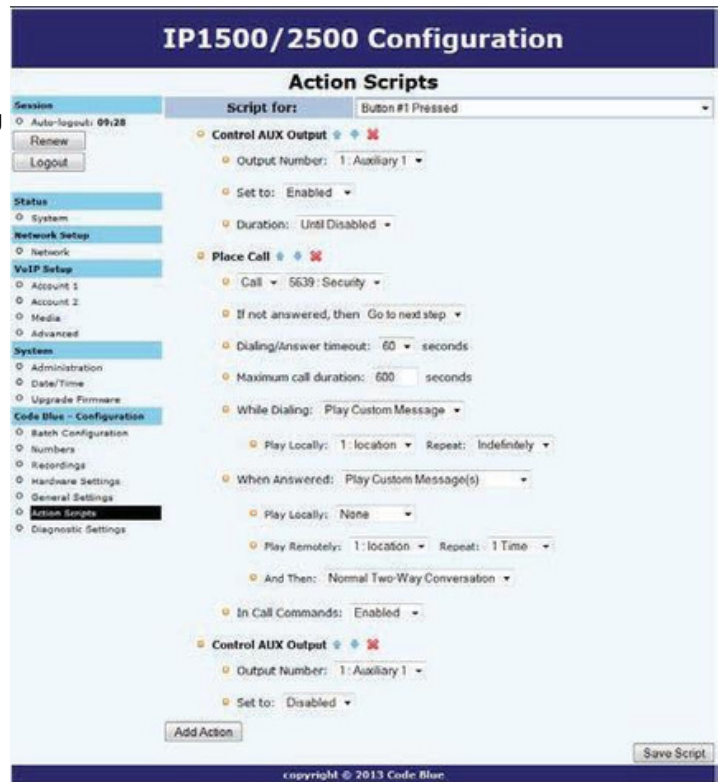 IP1500/2500 Configuration
Action Scripts
Session
Auto-logout: 09:28
Renew
Logout
Status
System
Network Setup
Network
VoIP Setup
Account 1
Account 2
Media
Advanced
System
Administration
Date/Time
Upgrade Firmware
Code Blue - Configuration
Batch Configuration
Numbers
Recordings
Hardware Settings
General Settings
Action Scripts
Diagnostic Settings
Script for: Button #1 Pressed
Control AUX Output
Output Number: 1: Auxiliary 1
Set to: Enabled
Duration: Until Disabled
Place Call
Call 5639: Security
If not answered, then Go to next step
Dialing/Answer timeout: 60 seconds
Maximum call duration: 600 seconds
While Dialing: Play Custom Message
Play Locally: 1: location Repeat: Indefinitely
When Answered: Play Custom Message(s)
Play Locally: None
Play Remotely: 1: location Repeat: 1 Time
And Then: Normal Two-Way Conversation
In Call Commands: Enabled
Control AUX Output
Output Number: 1: Auxiliary 1
Set to: Disabled
Add Action
Save Script
copyright © 2013 Code Blue